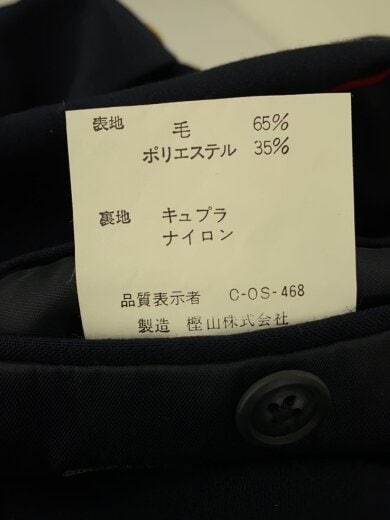 表地 毛 65%
ポリエステル 35%
裏地 キュプラ
ナイロン
品質表示者 C-OS-468
製造 樫山株式会社